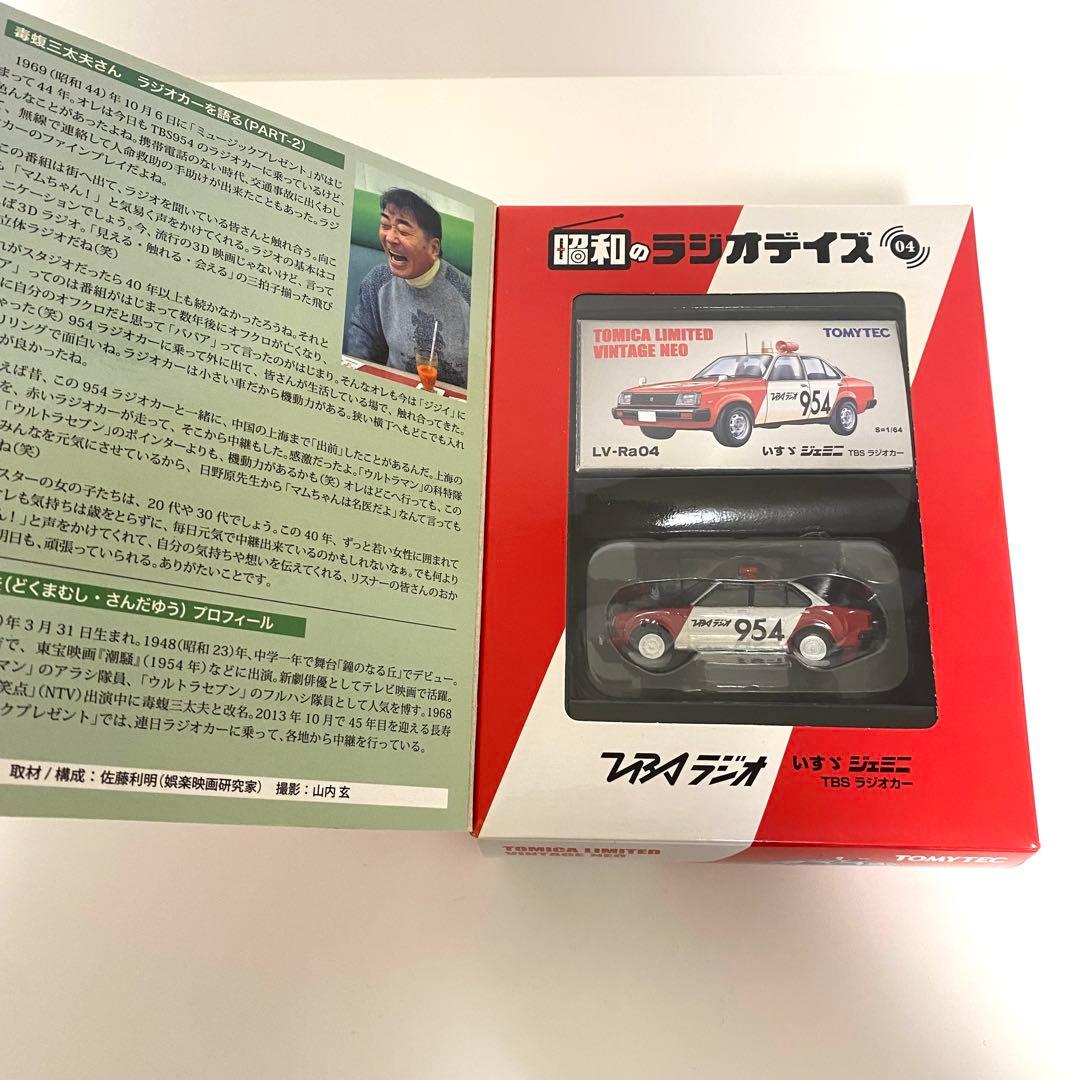 毒蝮三太夫さん ラジオカーを語る(PART-2)
1969(昭和44)年10月6日に「ミュージックプレゼント」がはじ
まって44年。オレは今日もTBS954のラジオカーに乗っているけど
色んなことがあったよね。携帯電話のない時代、交通事故に出くわし
て、無線で連絡して人命救助の手助けが出来たこともあった。ラジ
カーのファインプレイだよね。
この番組は街へ出て、ラジオを聞いている皆さんと触れ合う。向こ
も「マムちゃん!」と気易く声をかけてくれる。ラジオの基本はコ
ニケーションでしょう。今、流行の3D映画じゃないけど、言って
ば3Dラジオ。「見える・触れる・会える」の三拍子揃った飛び
立体ラジオだね(笑)
がスタジオだったら40年以上も続かなかったろうね。それと
ア」ってのは番組がはじまって数年後にオフクロが亡くなり、
に自分のオフクロだと思って「ババア」って言ったのがはじまり。そんなオレも今は「ジジイ」に
ゃった(笑)954ラジオカーに乗って外に出て、皆さんが生活している場で、触れ合ってきた。
リリングで面白いね。ラジオカーは小さい車だから機動力がある。狭い横丁へもどこでも入れ
が良かったね。
えば昔、この954ラジオカーと一緒に、中国の上海まで「出前」したことがあるんだ。上海の
を、赤いラジオカーが走って、そこから中継もした。感激だったよ。「ウルトラマン」の科特隊
「ウルトラセブン」のポインターよりも、機動力があるかも(笑)オレはどこへ行っても、この
みんなを元気にさせているから、日野原先生から「マムちゃんは名医だよ」なんて言っても
ね(笑)
スターの女の子たちは、20代や30代でしょう。この40年、ずっと若い女性に囲まれて
オレも気持ちは歳をとらずに、毎日元気で中継出来ているのかもしれないなぁ。でも何より
ん!」と声をかけてくれて、自分の気持ちや想いを伝えてくれる、リスナーの皆さんのおか
明日も、頑張っていられる。ありがたいことです。
(どくまむし・さんだゆう)プロフィール
)年3月31日生まれ。1948(昭和23)年、中学一年で舞台「鐘のなる丘」でデビュー。
で、東宝映画『潮騒』(1954年)などに出演。新劇俳優としてテレビ映画で活躍。
マン」のアラシ隊員、「ウルトラセブン」のフルハシ隊員として人気を博す。1968
笑点」(NTV)出演中に毒蝮三太夫と改名。2013年10月で45年目を迎える長寿
クプレゼント」では、連日ラジオカーに乗って、各地から中継を行っている。
取材/構成:佐藤利明(娯楽映画研究家) 撮影:山内玄
昭和のラジオデイズ 04
TOMICA LIMITED
VINTAGE NEO
TOMYTEC
TBSラジオ
954
S=1/64
LV-Ra04
いすゞ ジェミニ TBS ラジオカー
TBSラジオ 954
TBSラジオ
いすゞ ジェミニ
TBS ラジオカー
TOMICA LIMITED
VINTAGE NEO
TOMYTEC